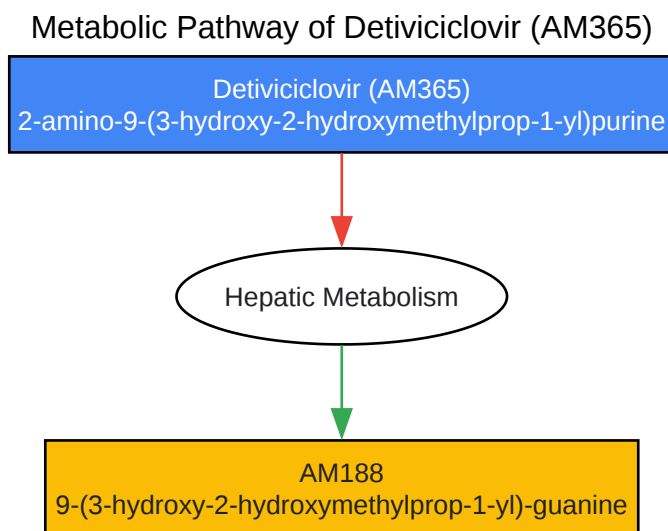 Metabolic Pathway of Detiviciclovir (AM365)
Detiviciclovir (AM365)
2-amino-9-(3-hydroxy-2-hydroxymethylprop-1-yl)purine
Hepatic Metabolism
AM188
9-(3-hydroxy-2-hydroxymethylprop-1-yl)-guanine